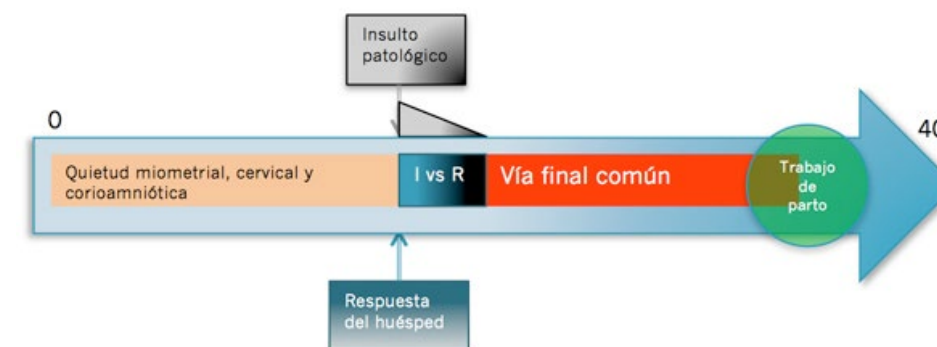 Insulto
patológico
0
40
Quietud miometrial, cervical y
corioamniótica
I vs R
Vía final común
Trabajo
de
parto
Respuesta
del huésped